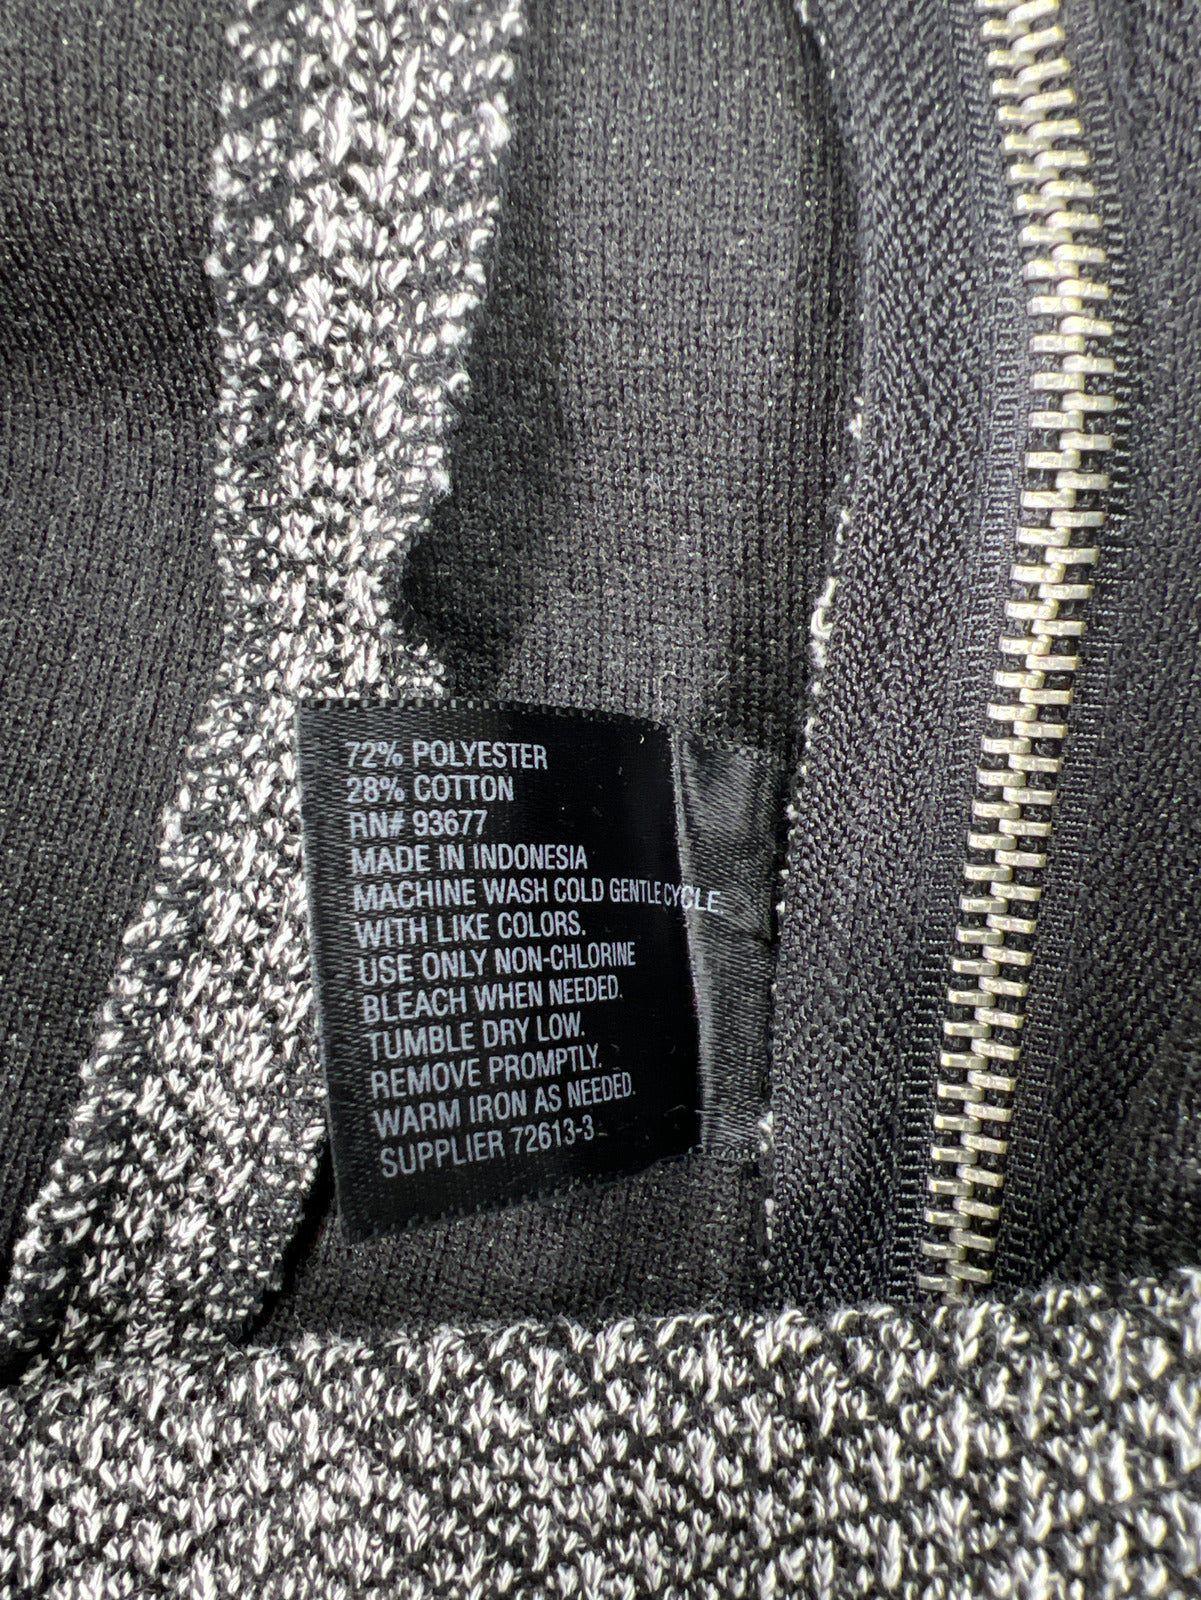 72% POLYESTER
28% COTTON
RN# 93677
MADE IN INDONESIA
MACHINE WASH COLD GENTLE CYCLE.
WITH LIKE COLORS.
USE ONLY NON-CHLORINE
BLEACH WHEN NEEDED.
TUMBLE DRY LOW.
REMOVE PROMPTLY.
WARM IRON AS NEEDED.
SUPPLIER 72613-3